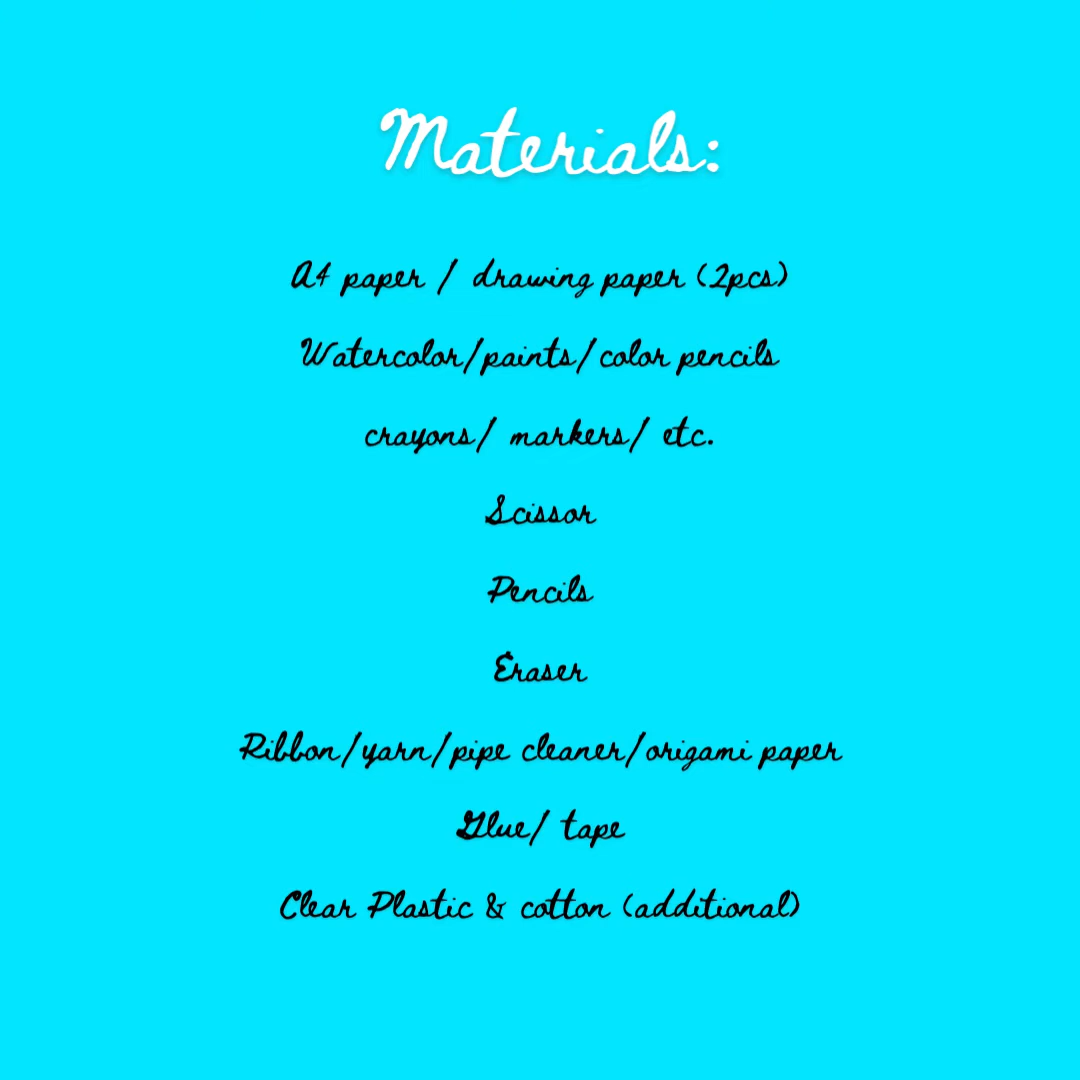 Materials:
A4 paper / drawing paper (2pcs)
Watercolor/paints/color pencils
crayons/ markers/ etc.
Scissor
Pencils
Eraser
Ribbon/yarn/pipe cleaner/origami paper
Glue/ tape
Clear Plastic & cotton (additional)